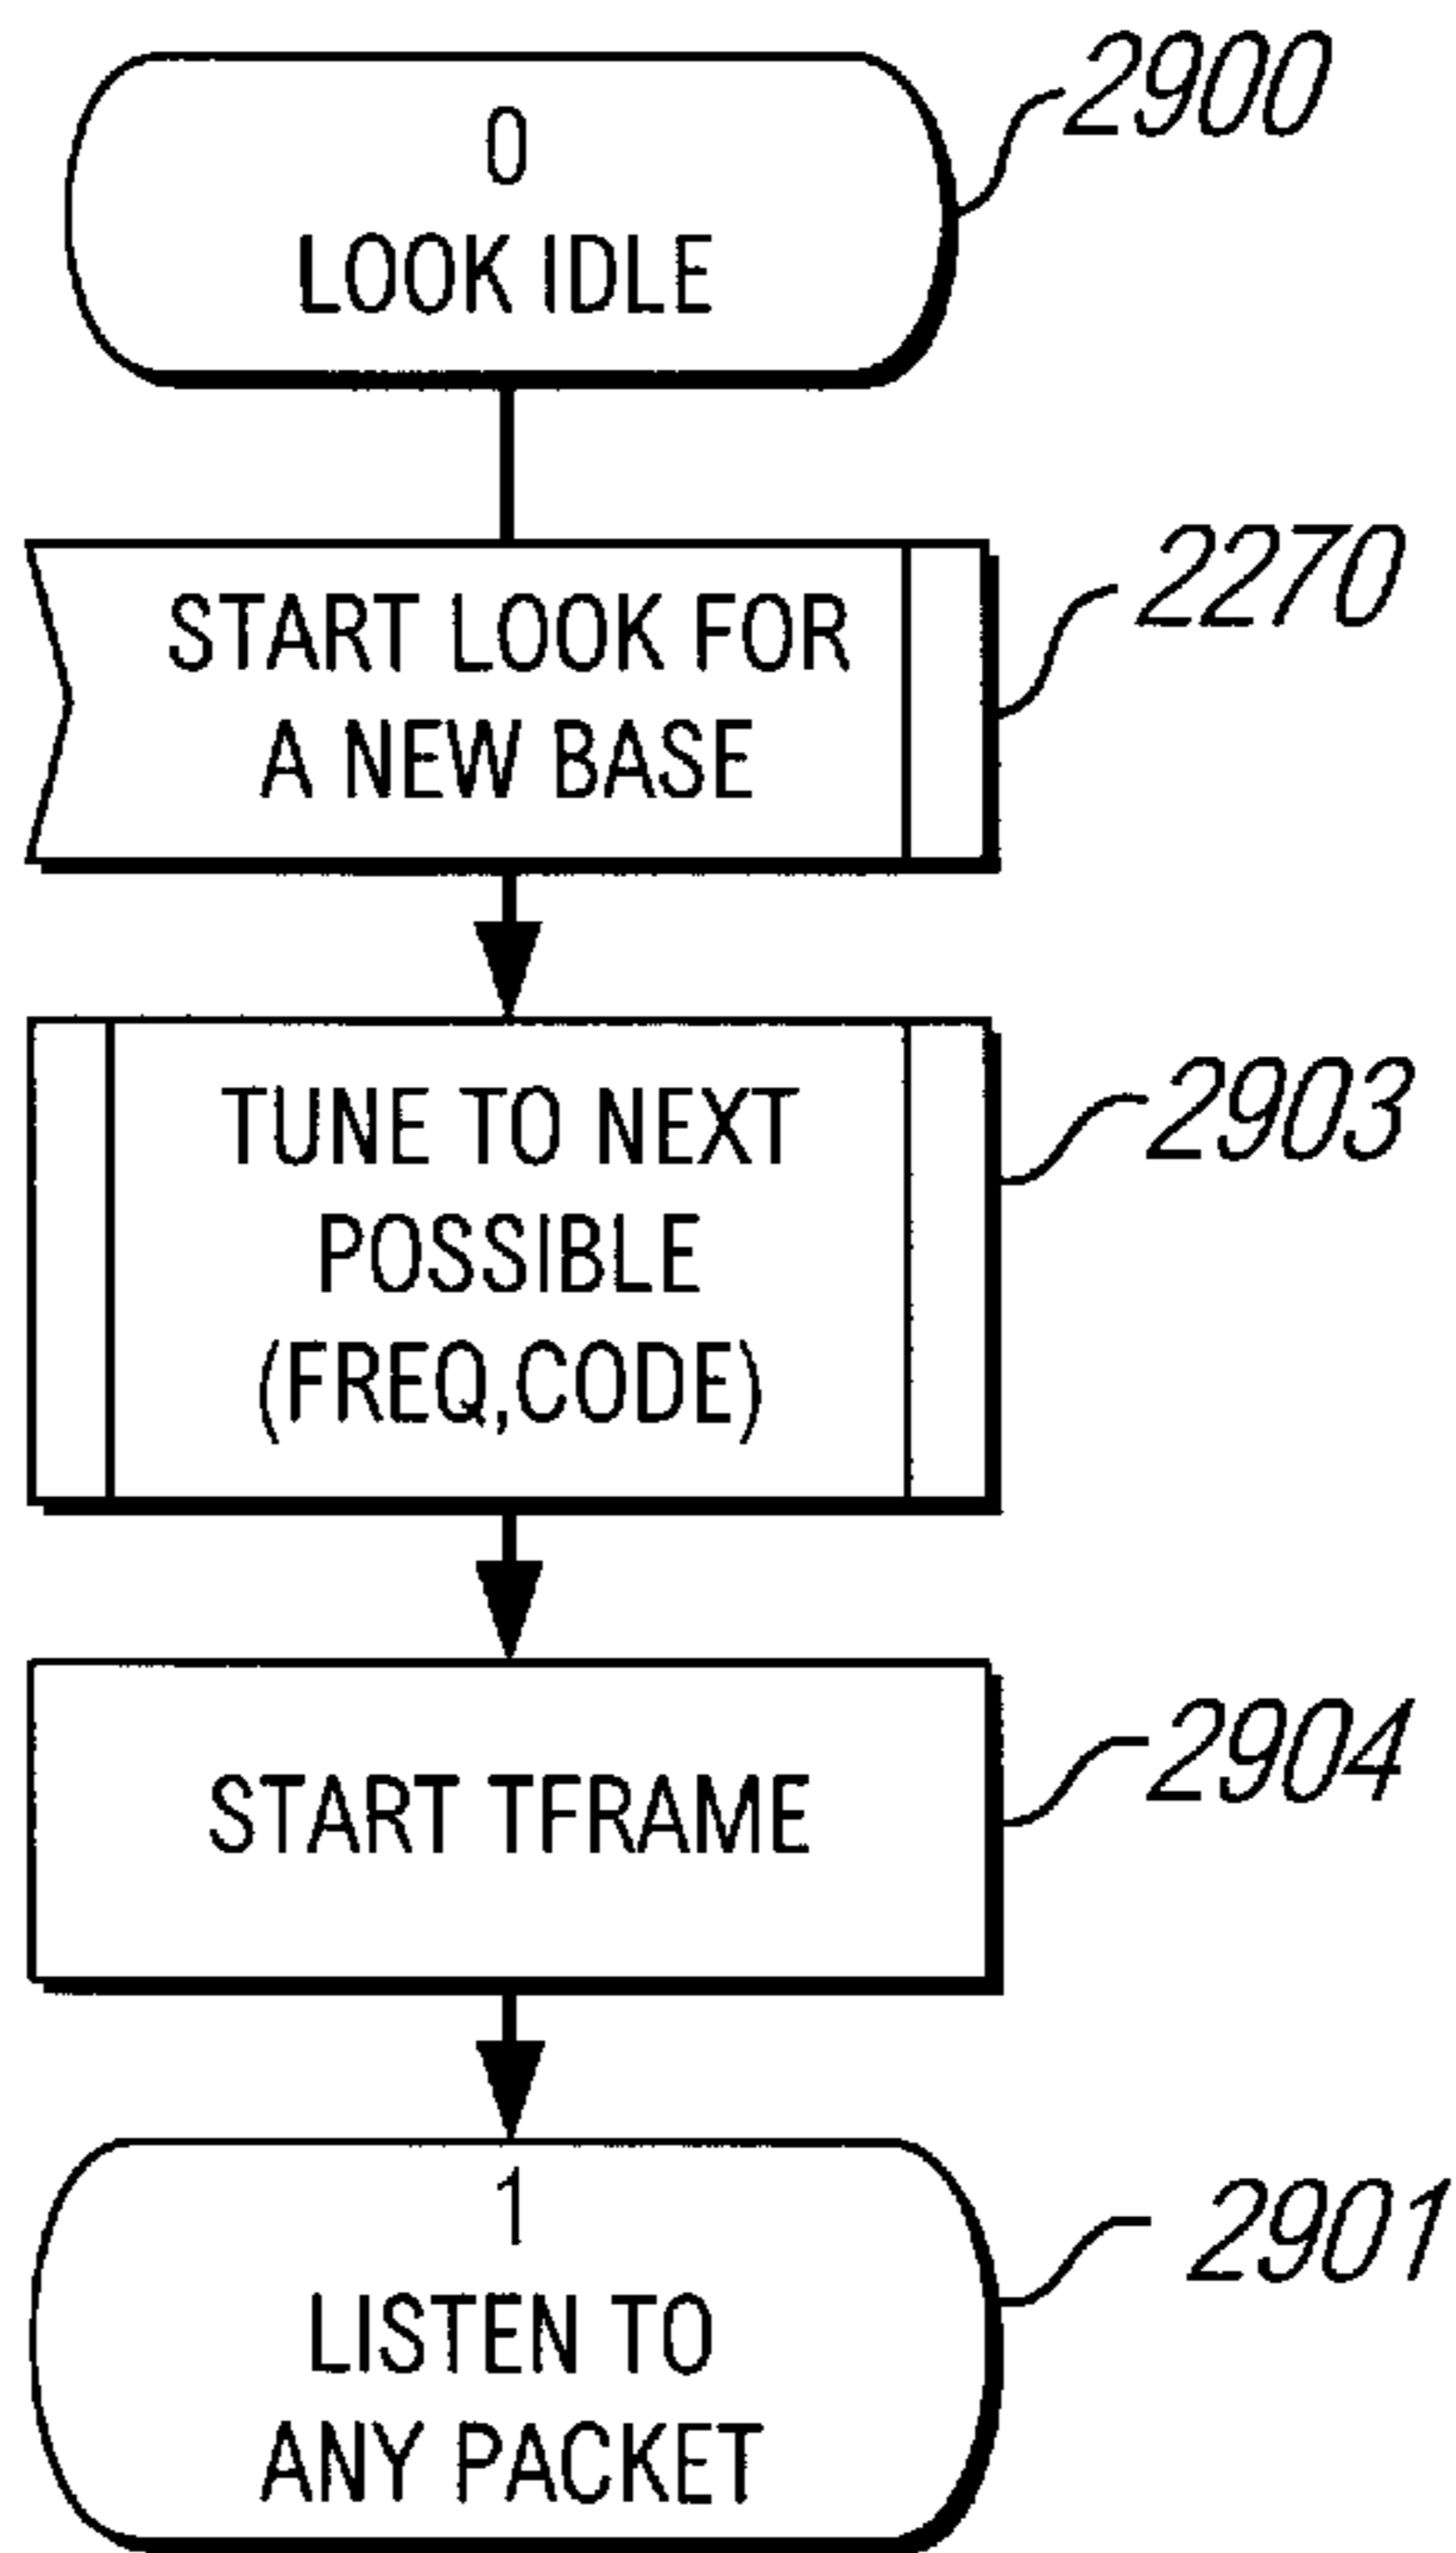 0
LOOK IDLE
2900
START LOOK FOR
A NEW BASE
2270
TUNE TO NEXT
POSSIBLE
(FREQ,CODE)
2903
START TFRAME
2904
1
LISTEN TO
ANY PACKET
2901